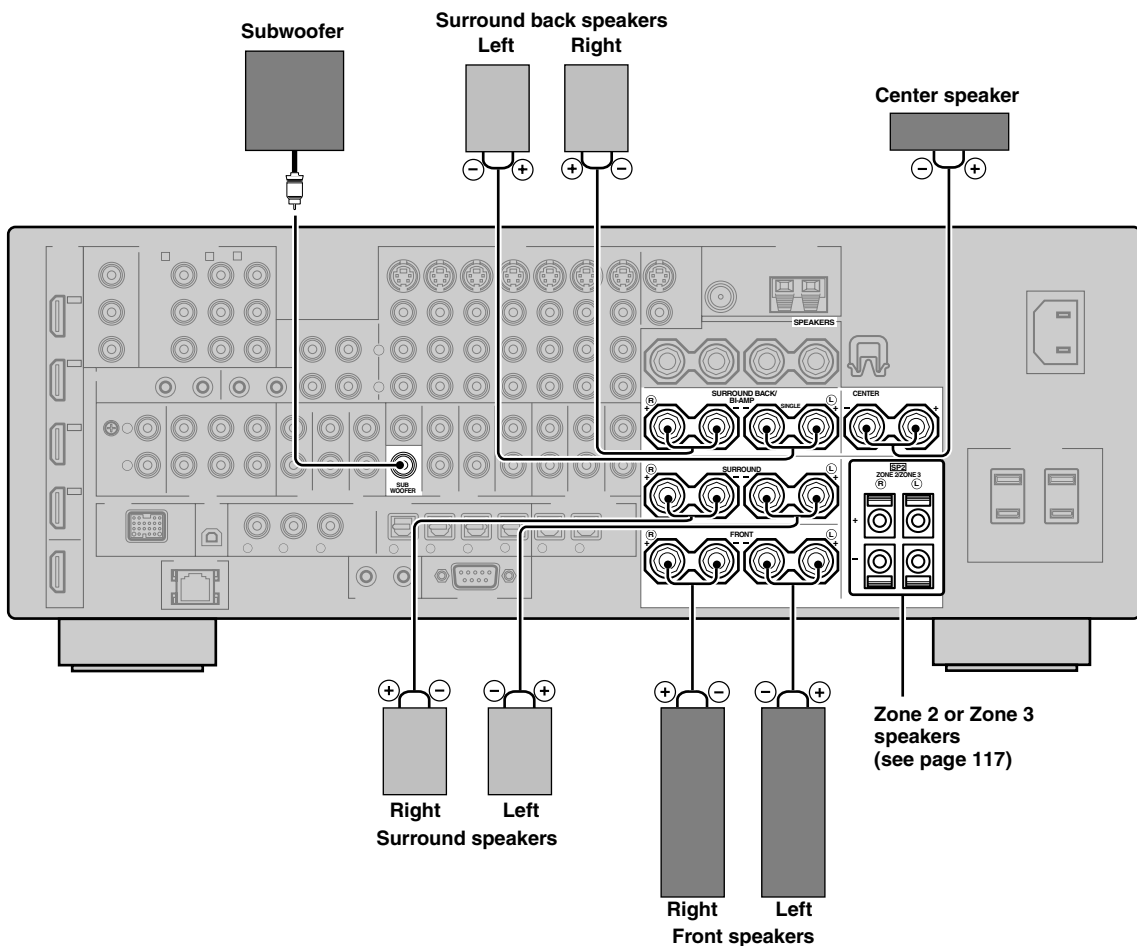 Surround back speakers
Subwoofer
Left Right
Center speaker
− + + −
− +
SPEAKERS
SURROUND BACK/
BI-AMP
SINGLE
CENTER
R L
+ − − +
− +
SUB
WOOFER
SURROUND
R L
+ − − +
SP2
ZONE 2/ZONE 3
R L
+
−
FRONT
R L
+ − − +
+ − − +
+ − − +
Zone 2 or Zone 3
speakers
(see page 117)
Right Left
Surround speakers
Right Left
Front speakers